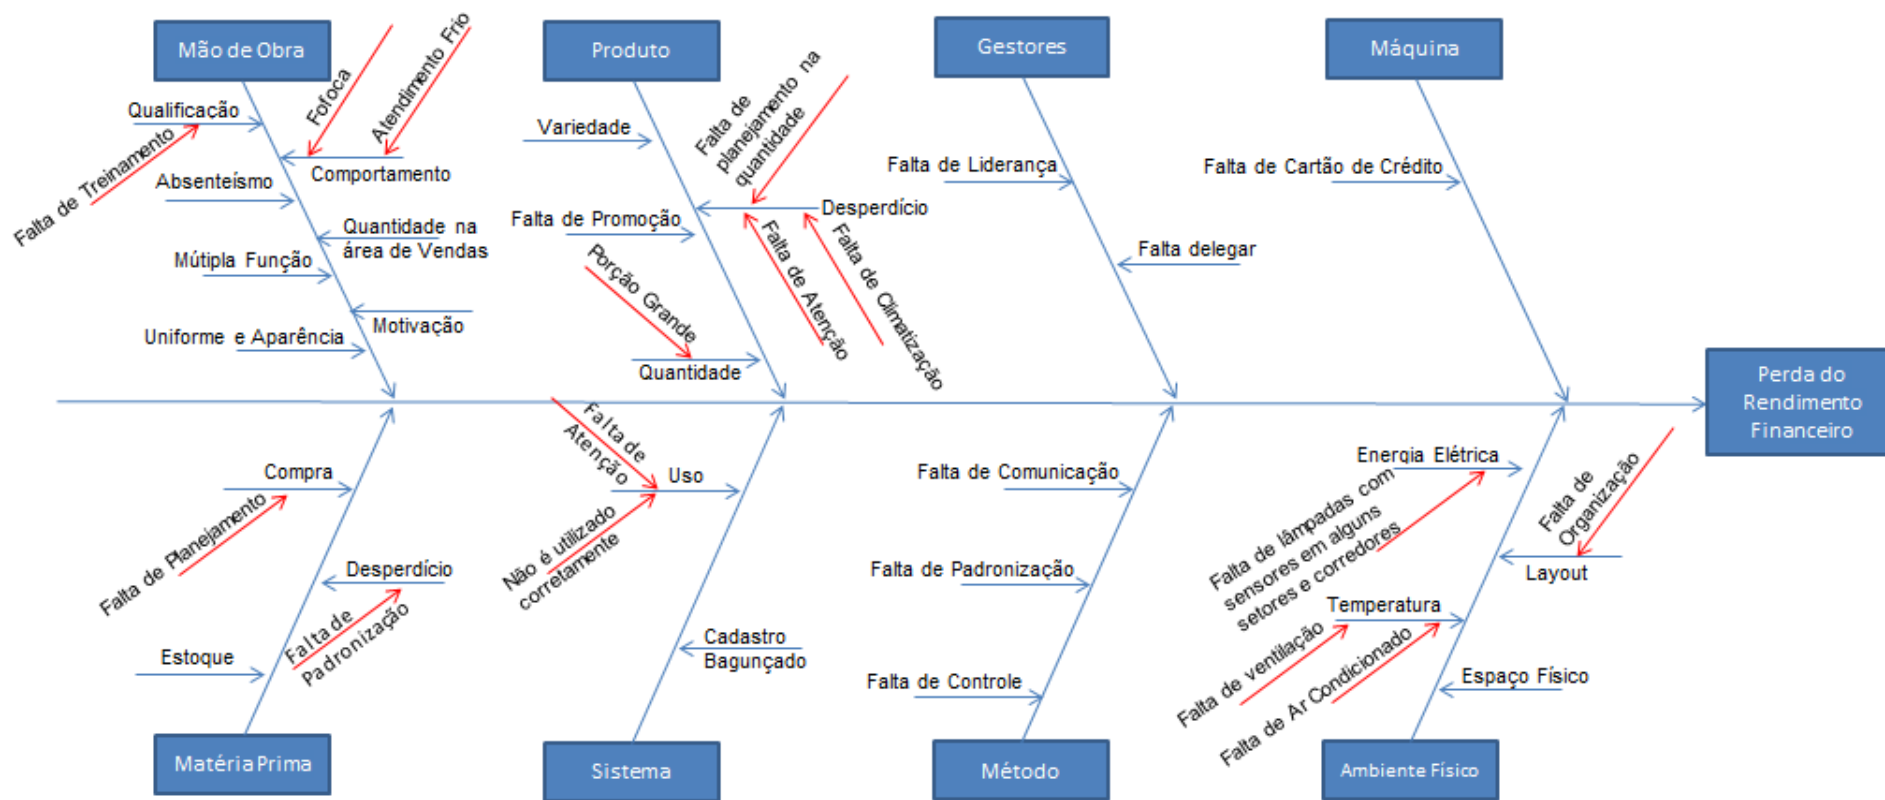 Mão de Obra
Produto
Gestores
Máquina
Qualificação
Falta de Treinamento
Fofoca
Atendimento Frio
Comportamento
Absenteísmo
Quantidade na
área de Vendas
Mútipla Função
Motivação
Uniforme e Aparência
Variedade
Falta de
planejamento na
quantidade
Desperdício
Falta de Promoção
Falta de Atenção
Falta de Climatização
Porção Grande
Quantidade
Falta de Liderança
Falta delegar
Falta de Cartão de Crédito
Perda do
Rendimento
Financeiro
Compra
Falta de Planejamento
Desperdício
Falta de
Padronização
Estoque
Falta de
Atenção
Uso
Não é utilizado
corretamente
Cadastro
Bagunçado
Falta de Comunicação
Falta de Padronização
Falta de Controle
Energia Elétrica
Falta de lâmpadas com
sensores em alguns
setores e corredores
Falta de
Organização
Layout
Temperatura
Falta de ventilação
Falta de Ar Condicionado
Espaço Físico
Matéria Prima
Sistema
Método
Ambiente Físico